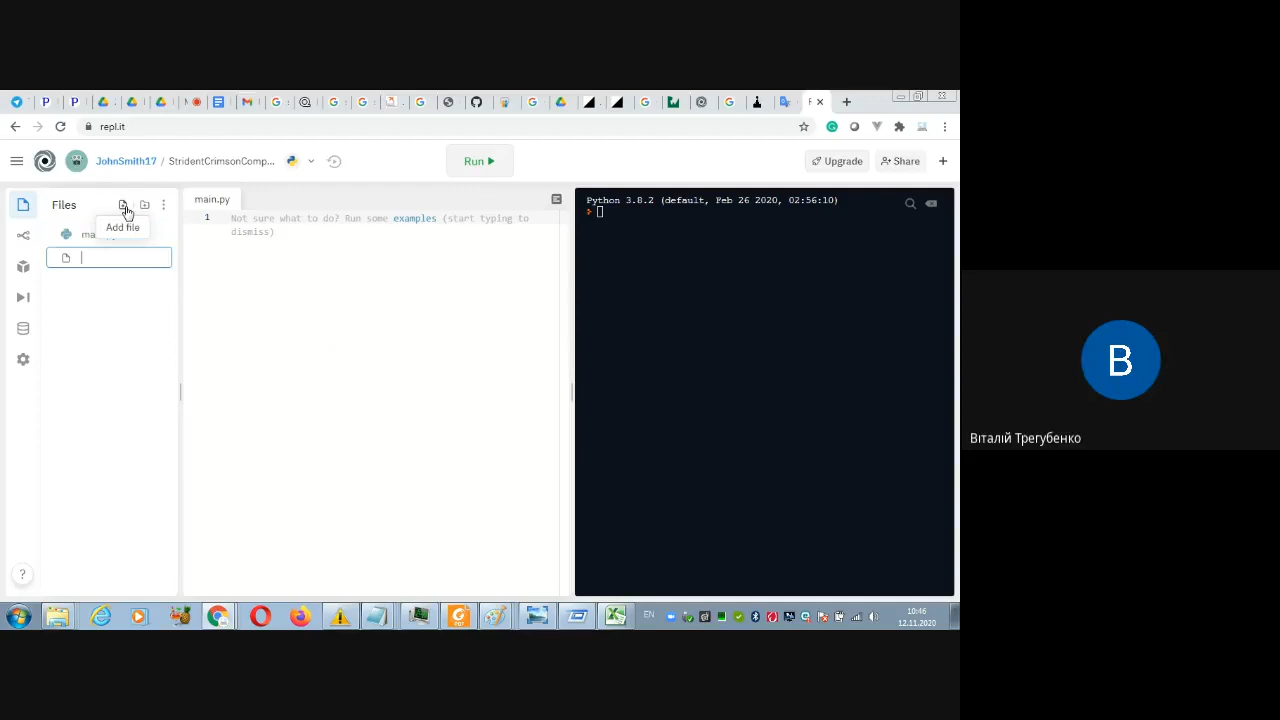 repl.it
JohnSmith17 / StridentCrimsonComp...
Run
Upgrade
Share
Files
main.py
Add file
1
Not sure what to do? Run some examples (start typing to
dismiss)
Python 3.8.2 (default, Feb 26 2020, 02:56:10)
B
Віталій Трегубенко
?
EN
10:46
12.11.2020